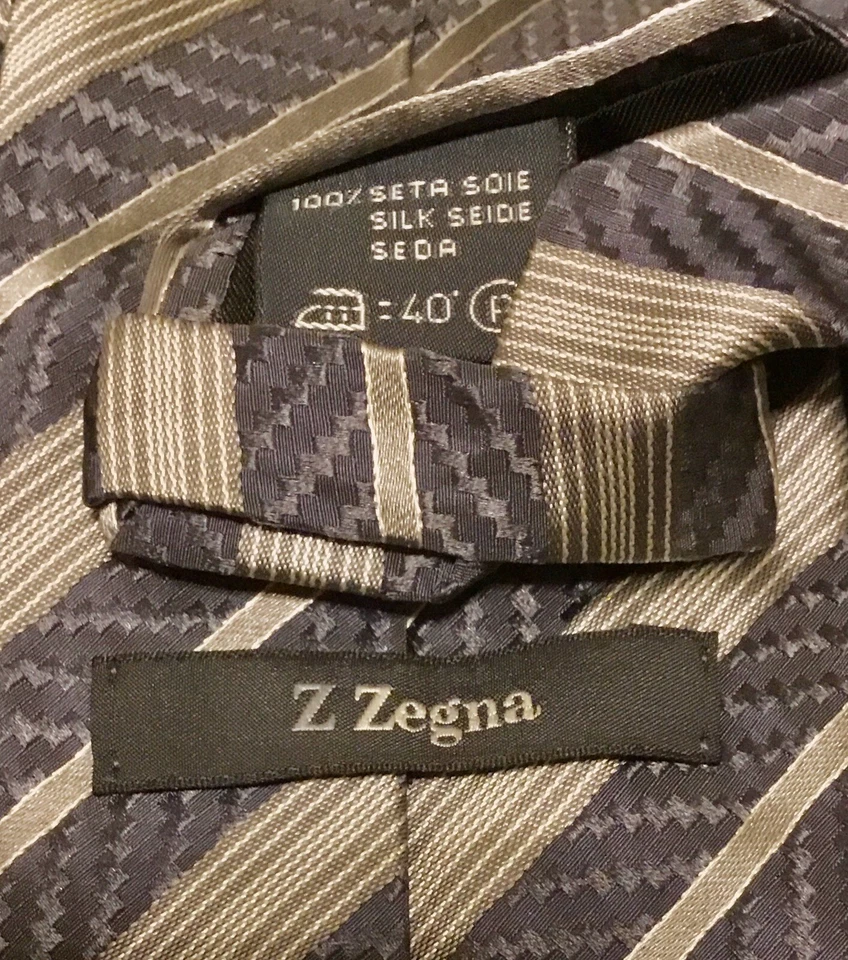 100% SETA SOIE
SILK SEIDE
SEDA
=40° P
Z Zegna